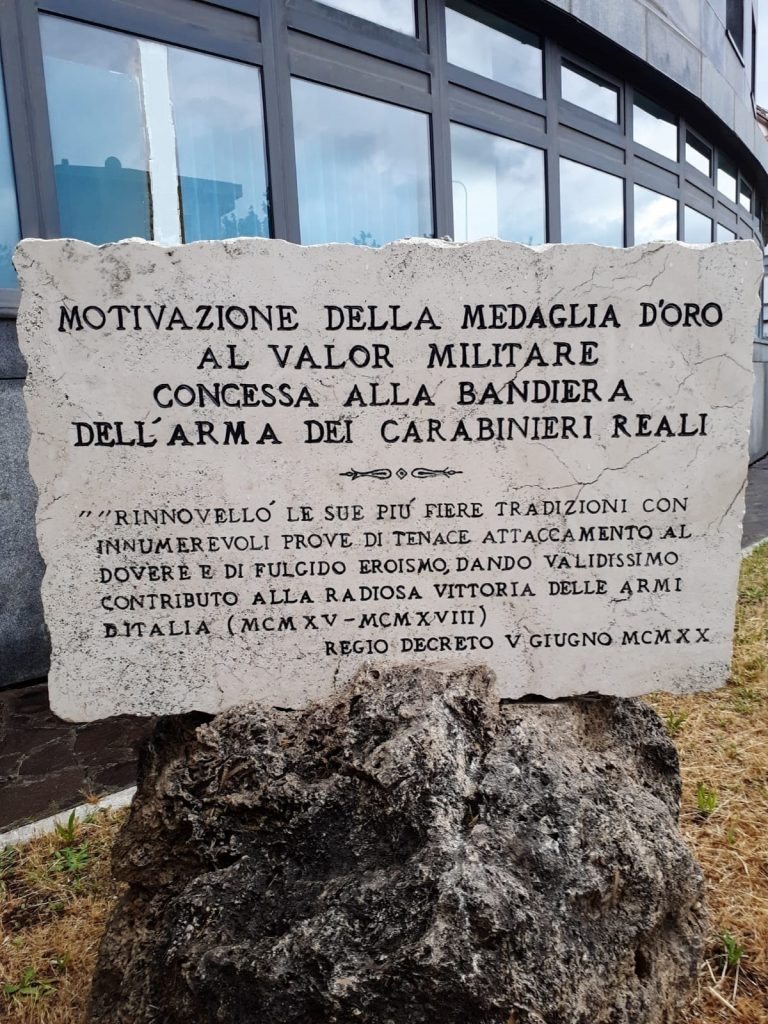 MOTIVAZIONE DELLA MEDAGLIA D'ORO
AL VALOR MILITARE
CONCESSA ALLA BANDIERA
DELL'ARMA DEI CARABINIERI REALI
""RINNOVELLO' LE SUE PIU' FIERE TRADIZIONI CON
INNUMEREVOLI PROVE DI TENACE ATTACCAMENTO AL
DOVERE E DI FULGIDO EROISMO, DANDO VALIDISSIMO
CONTRIBUTO ALLA RADIOSA VITTORIA DELLE ARMI
D'ITALIA (MCMXV-MCMXVIII)
REGIO DECRETO V GIUGNO MCMXX